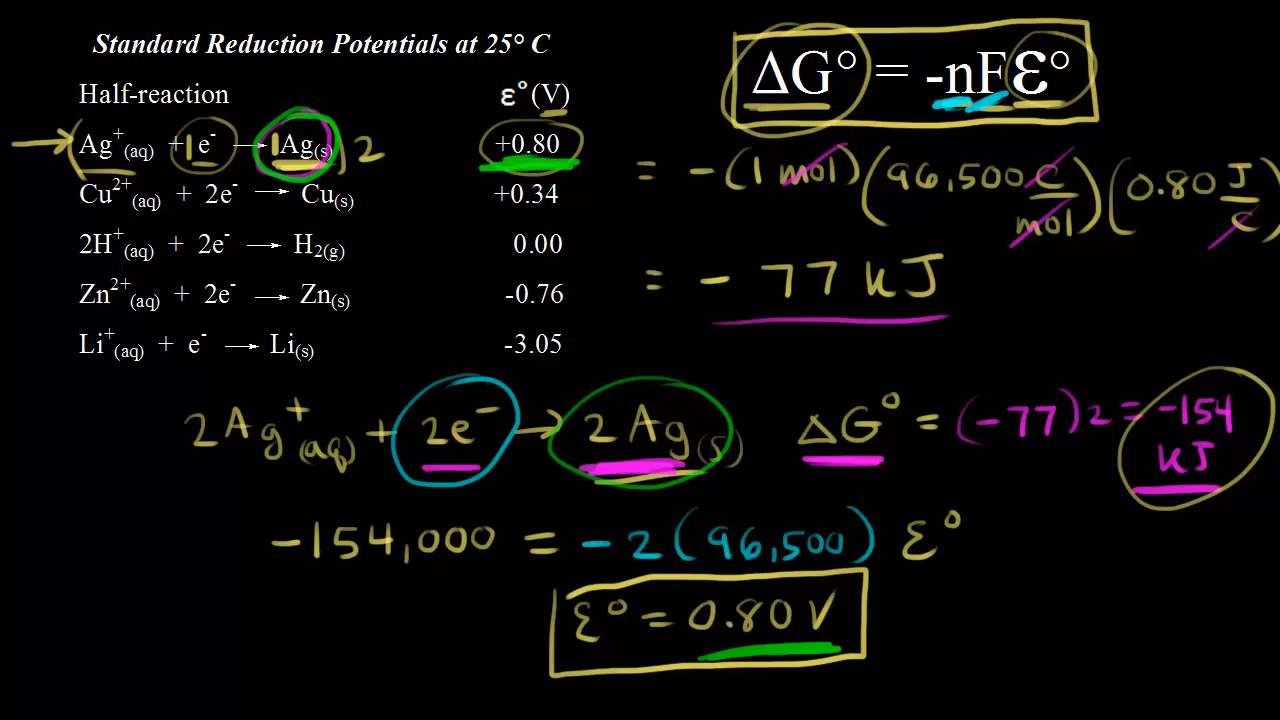 Standard Reduction Potentials at 25° C
Half-reaction ε° (V)
Ag⁺(aq) + 1e⁻ → 1Ag(s) ) 2 +0.80
Cu²⁺(aq) + 2e⁻ → Cu(s) +0.34
2H⁺(aq) + 2e⁻ → H₂(g) 0.00
Zn²⁺(aq) + 2e⁻ → Zn(s) -0.76
Li⁺(aq) + e⁻ → Li(s) -3.05
ΔG° = -nFε°
= -(1 mol)(96,500 C/mol)(0.80 J/C)
= -77 kJ
2Ag⁺(aq) + 2e⁻ → 2Ag(s) ΔG° = (-77)2 = -154 kJ
-154,000 = -2(96,500) ε°
ε° = 0.80 V